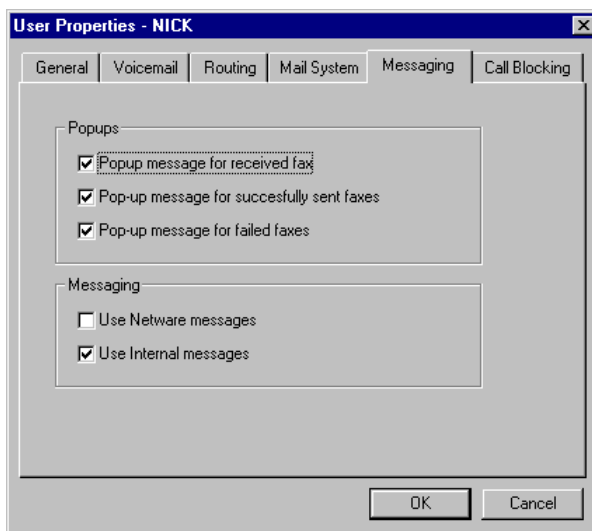 User Properties - NICK
General Voicemail Routing Mail System Messaging Call Blocking
Popups
Popup message for received fax
Pop-up message for succesfully sent faxes
Pop-up message for failed faxes
Messaging
Use Netware messages
Use Internal messages
OK Cancel